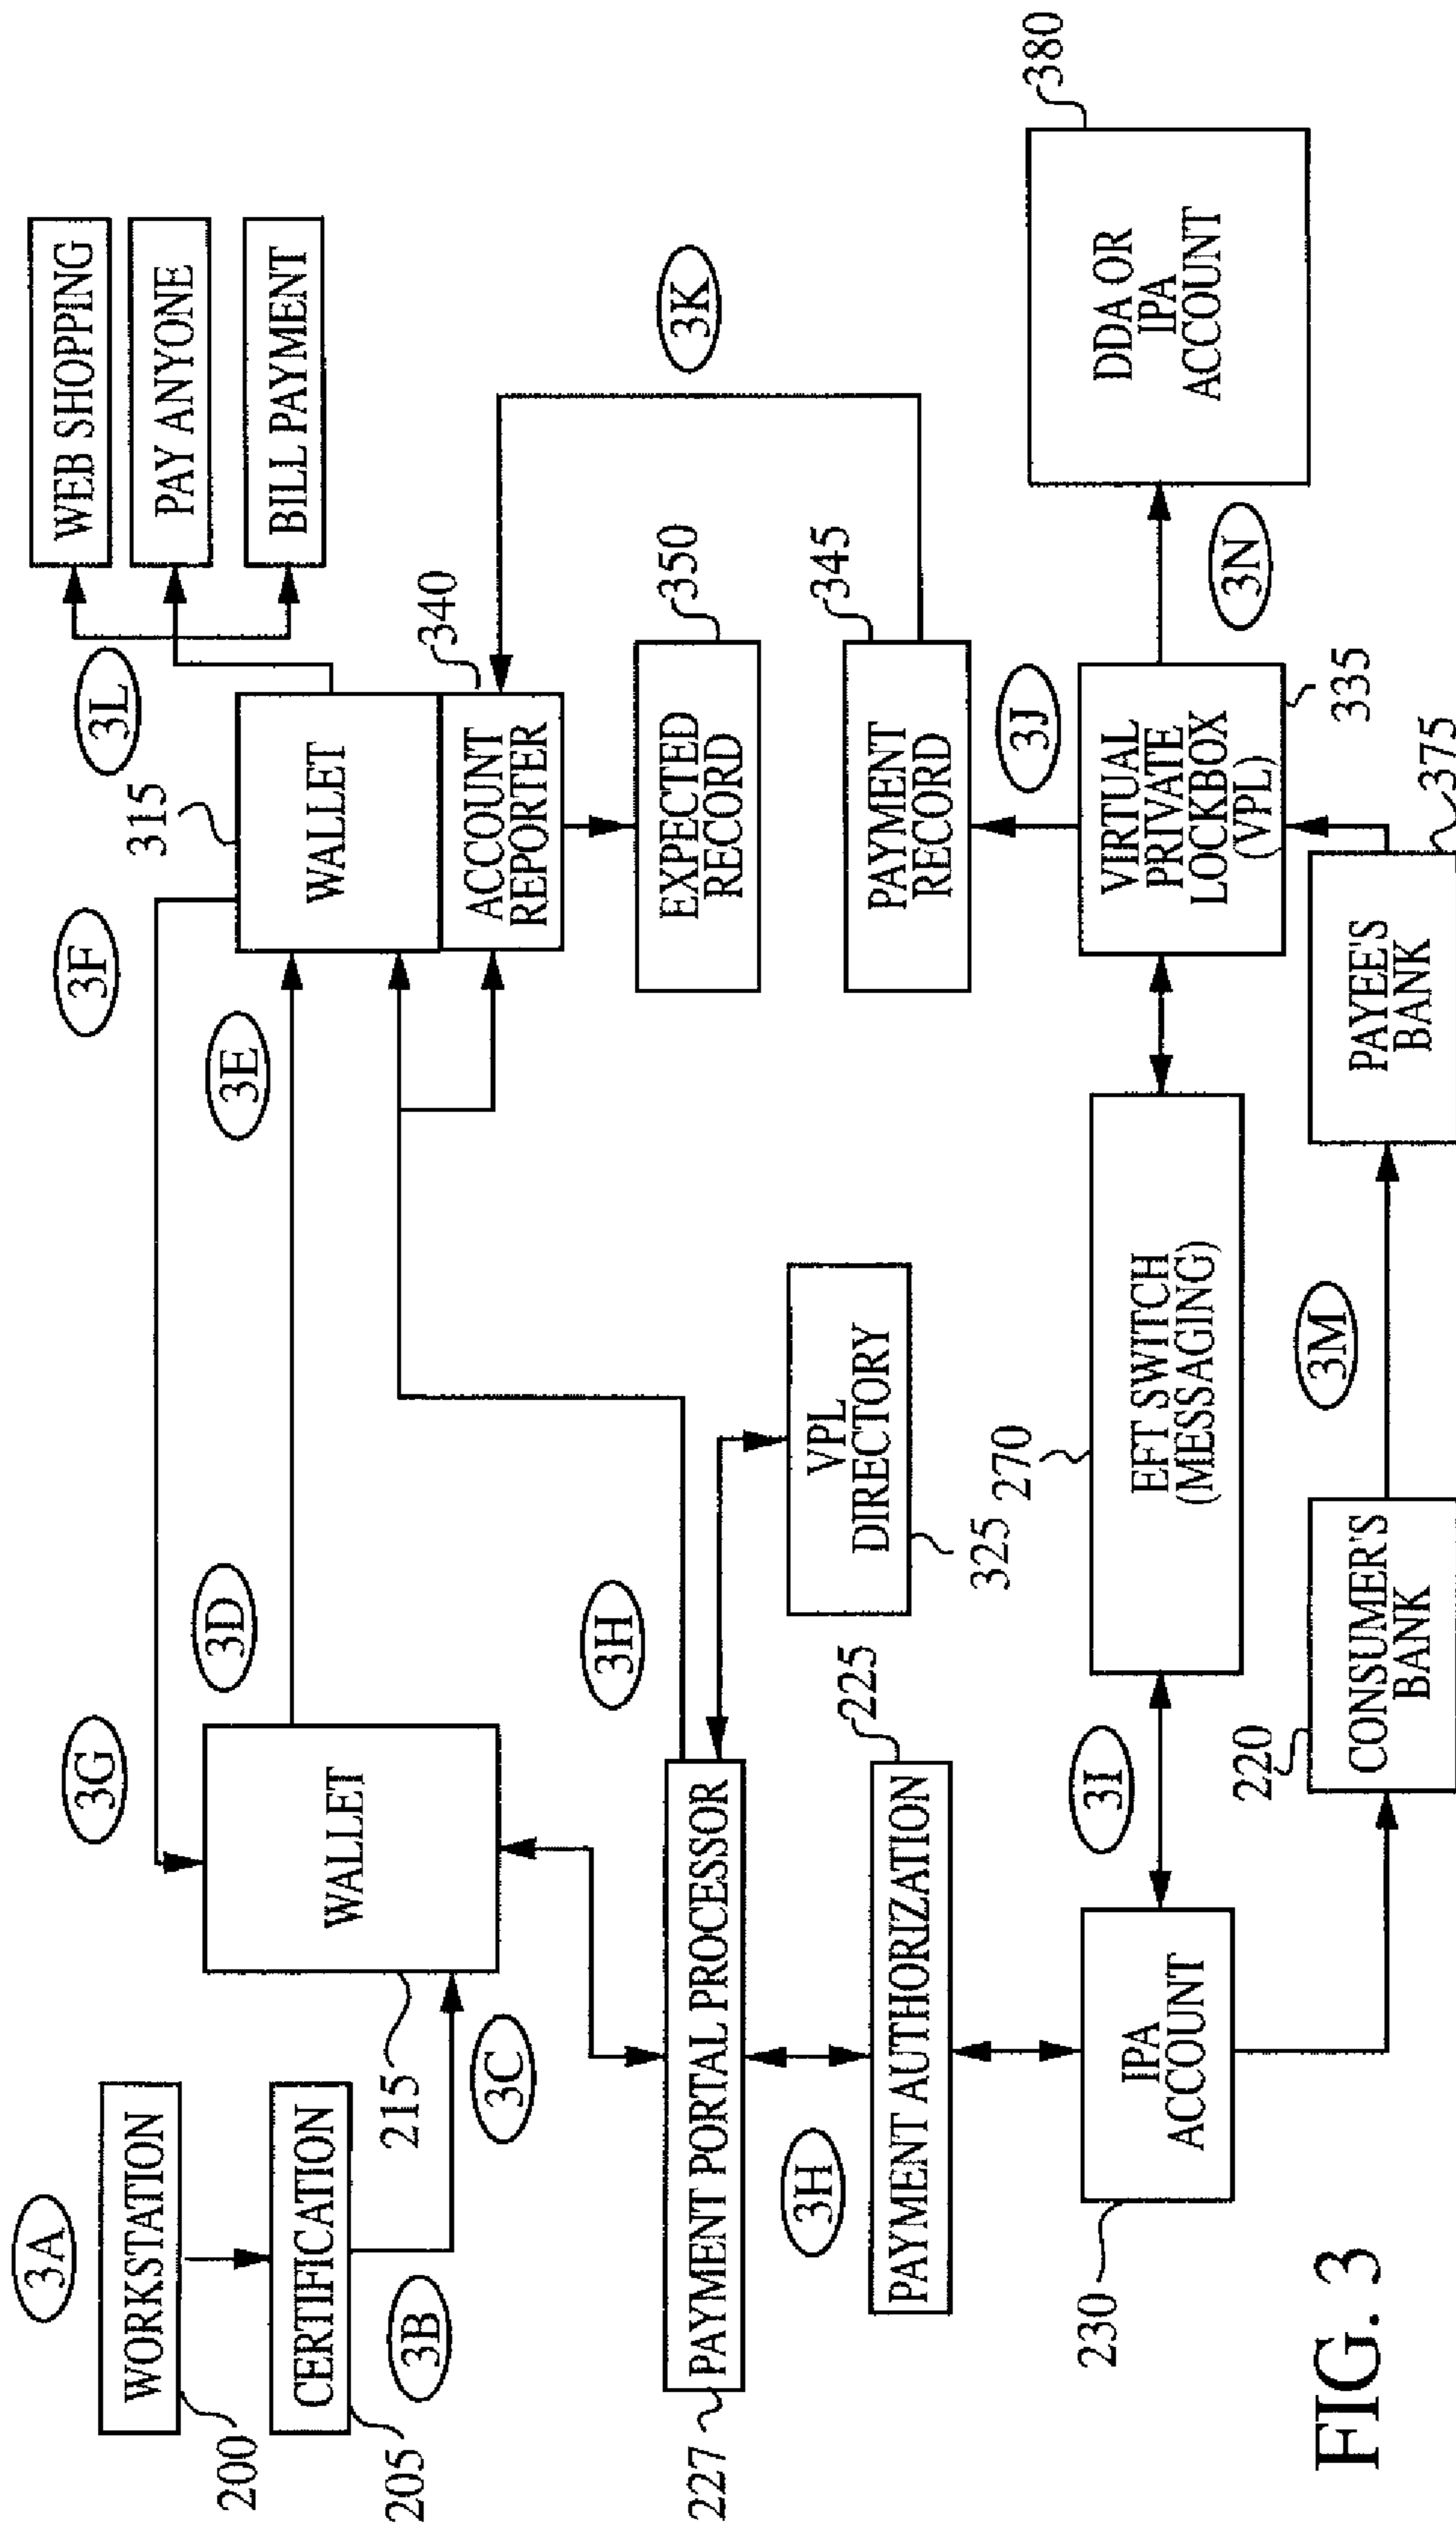 3A
WORKSTATION
200
CERTIFICATION
205
3B
3C
3G
WALLET
215
3D
3F
3E
315
WALLET
3L
WEB SHOPPING
PAY ANYONE
BILL PAYMENT
340
ACCOUNT
REPORTER
EXPECTED
RECORD
350
3K
3H
PAYMENT PORTAL PROCESSOR
227
VPL
DIRECTORY
325
3H
PAYMENT AUTHORIZATION
225
PAYMENT
RECORD
345
3J
IPA
ACCOUNT
230
3I
EFT SWITCH
(MESSAGING)
270
VIRTUAL
PRIVATE
LOCKBOX
(VPL)
335
3N
DDA OR
IPA
ACCOUNT
380
CONSUMER'S
BANK
220
3M
PAYEE'S
BANK
375
FIG. 3